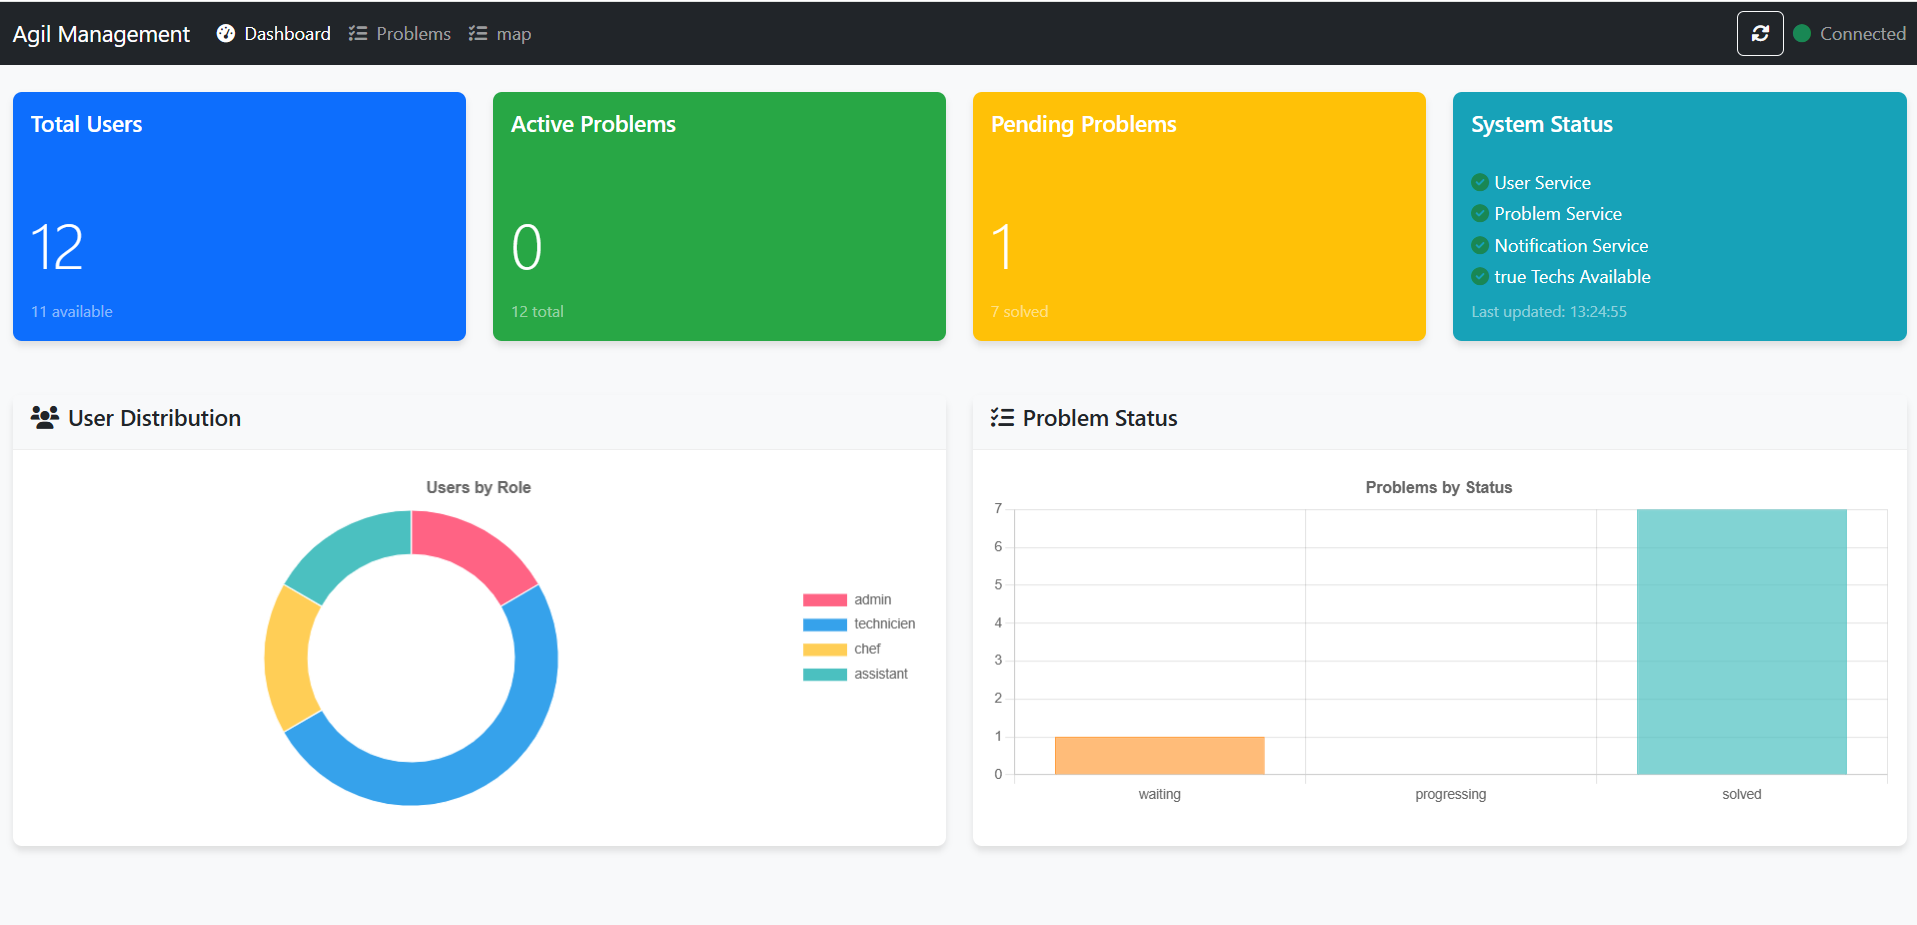 Agil Management Dashboard Problems map Connected
Total Users
12
11 available
Active Problems
0
12 total
Pending Problems
1
7 solved
System Status
User Service
Problem Service
Notification Service
true Techs Available
Last updated: 13:24:55
User Distribution
Users by Role
admin
technicien
chef
assistant
Problem Status
Problems by Status
7
6
5
4
3
2
1
0
waiting progressing solved